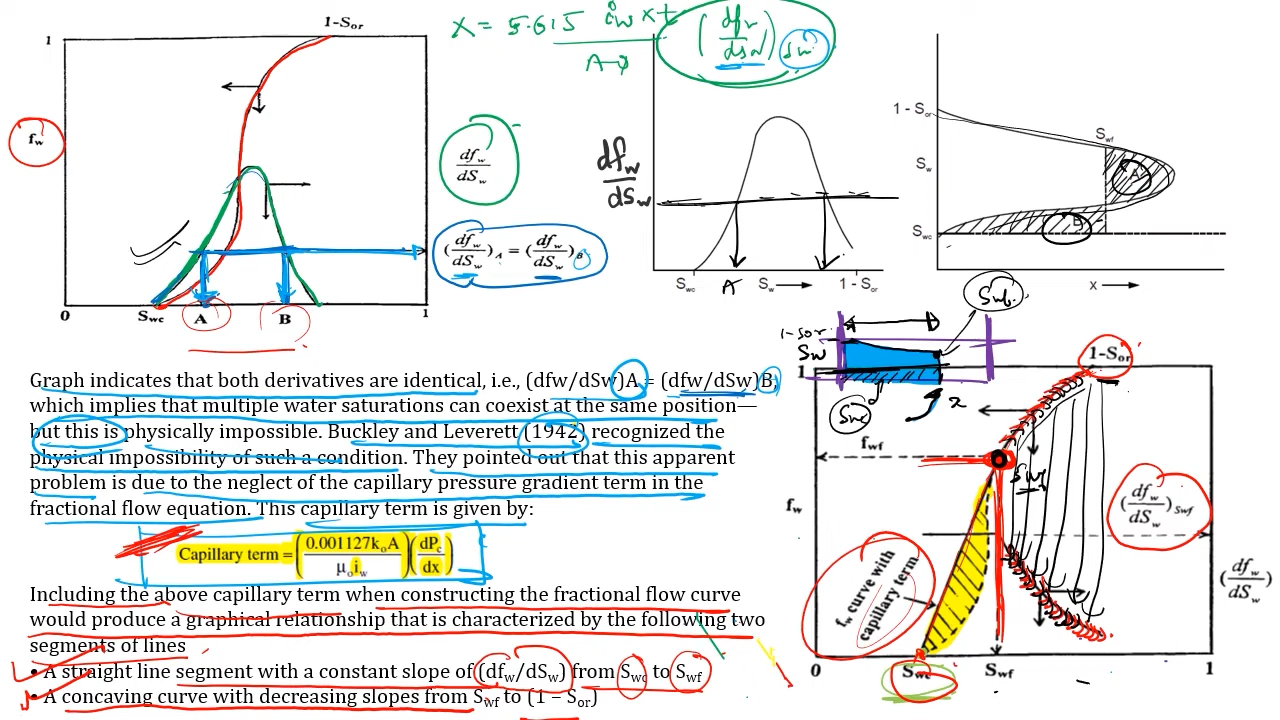 1-Sor
1
fw
0
Swc
A
B
1
dfw
dSw
(dfw/dSw)A = (dfw/dSw)B
X = 5.615 iw x t / Aφ (dfw/dSw)Sw
dfw
dSw
Swc
A
Sw
1 - Sor
1 - Sor
Swf
Sw
A
B
Swc
x
Swf
1-Sor
Sw
Swc
x
Graph indicates that both derivatives are identical, i.e., (dfw/dSw)A = (dfw/dSw)B,
which implies that multiple water saturations can coexist at the same position—
but this is physically impossible. Buckley and Leverett (1942) recognized the
physical impossibility of such a condition. They pointed out that this apparent
problem is due to the neglect of the capillary pressure gradient term in the
fractional flow equation. This capillary term is given by:
Capillary term = (0.001127koA / μoiw)(dPc / dx)
Including the above capillary term when constructing the fractional flow curve
would produce a graphical relationship that is characterized by the following two
segments of lines
• A straight line segment with a constant slope of (dfw/dSw) from Swc to Swf
• A concaving curve with decreasing slopes from Swf to (1 – Sor)
1
1-Sor
fwf
Swf
(dfw/dSw)Swf
fw
fw curve with
capillary term
(dfw/dSw)
0
Swc
Swf
1